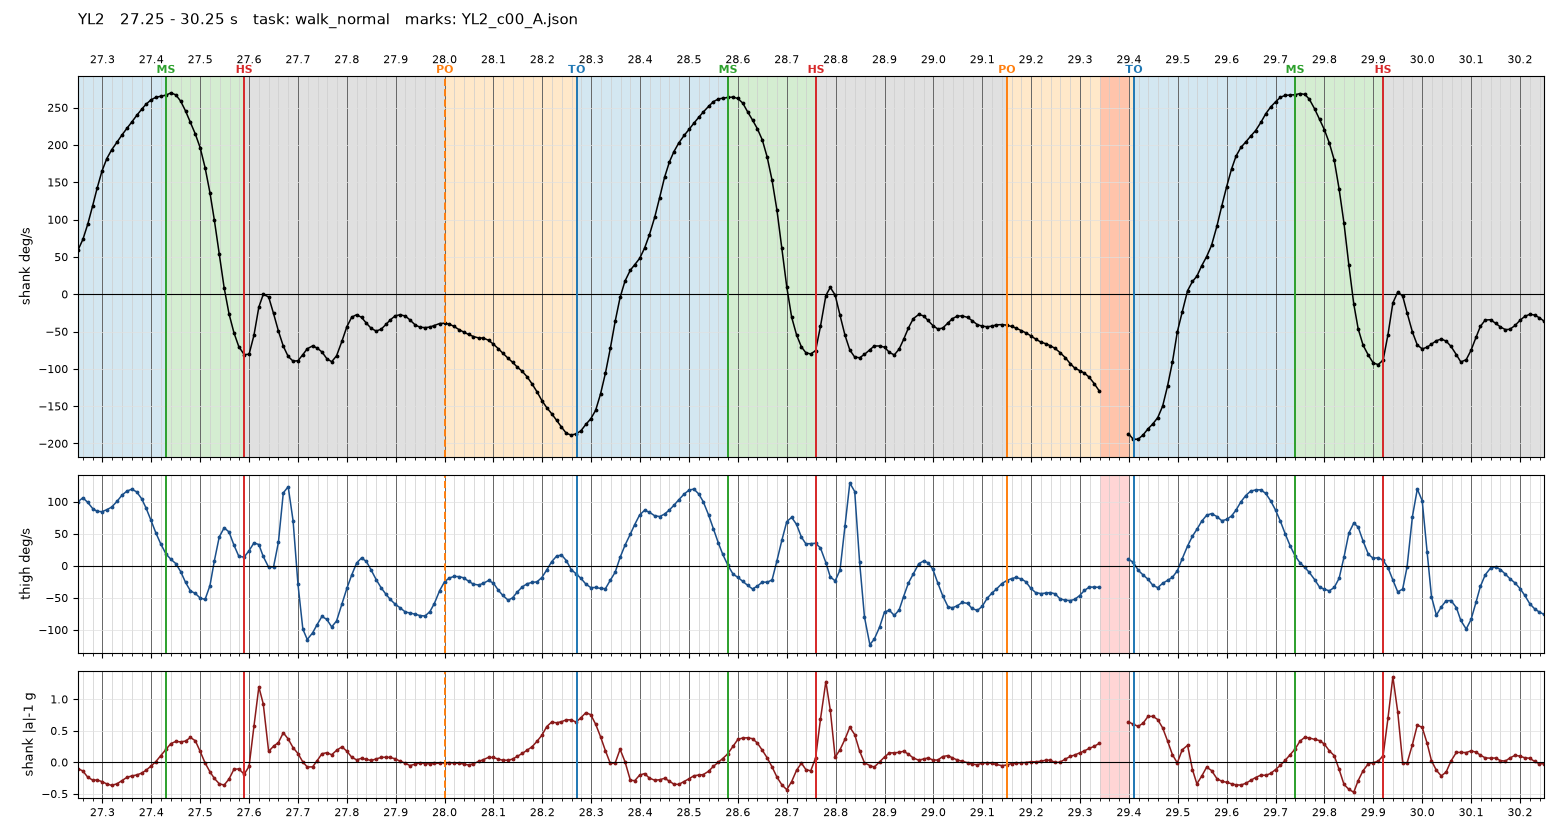 YL2   27.25 - 30.25 s   task: walk_normal   marks: YL2_c00_A.json
27.3 27.4 27.5 27.6 27.7 27.8 27.9 28.0 28.1 28.2 28.3 28.4 28.5 28.6 28.7 28.8 28.9 29.0 29.1 29.2 29.3 29.4 29.5 29.6 29.7 29.8 29.9 30.0 30.1 30.2
MS HS PO TO MS HS PO TO MS HS
shank deg/s
250
200
150
100
50
0
−50
−100
−150
−200
thigh deg/s
100
50
0
−50
−100
shank |a|-1 g
1.0
0.5
0.0
−0.5
27.3 27.4 27.5 27.6 27.7 27.8 27.9 28.0 28.1 28.2 28.3 28.4 28.5 28.6 28.7 28.8 28.9 29.0 29.1 29.2 29.3 29.4 29.5 29.6 29.7 29.8 29.9 30.0 30.1 30.2